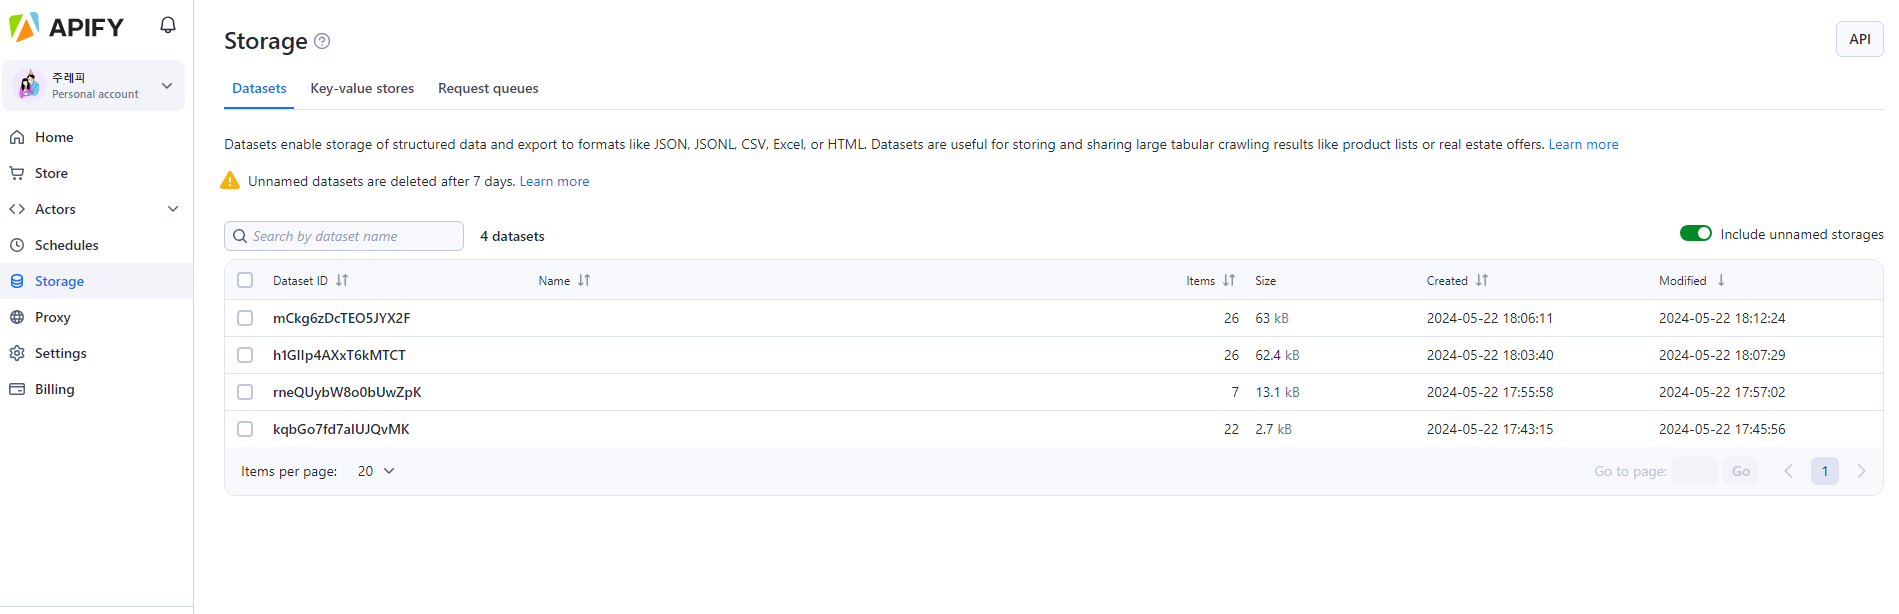 APIFY
주레피
Personal account
Home
Store
Actors
Schedules
Storage
Proxy
Settings
Billing
Storage
API
Datasets Key-value stores Request queues
Datasets enable storage of structured data and export to formats like JSON, JSONL, CSV, Excel, or HTML. Datasets are useful for storing and sharing large tabular crawling results like product lists or real estate offers. Learn more
Unnamed datasets are deleted after 7 days. Learn more
Search by dataset name 4 datasets Include unnamed storages
Dataset ID Name Items Size Created Modified
mCkg6zDcTEO5JYX2F 26 63 kB 2024-05-22 18:06:11 2024-05-22 18:12:24
h1GIIp4AXxT6kMTCT 26 62.4 kB 2024-05-22 18:03:40 2024-05-22 18:07:29
rneQUybW8o0bUwZpK 7 13.1 kB 2024-05-22 17:55:58 2024-05-22 17:57:02
kqbGo7fd7aIUJQvMK 22 2.7 kB 2024-05-22 17:43:15 2024-05-22 17:45:56
Items per page: 20 Go to page: Go 1